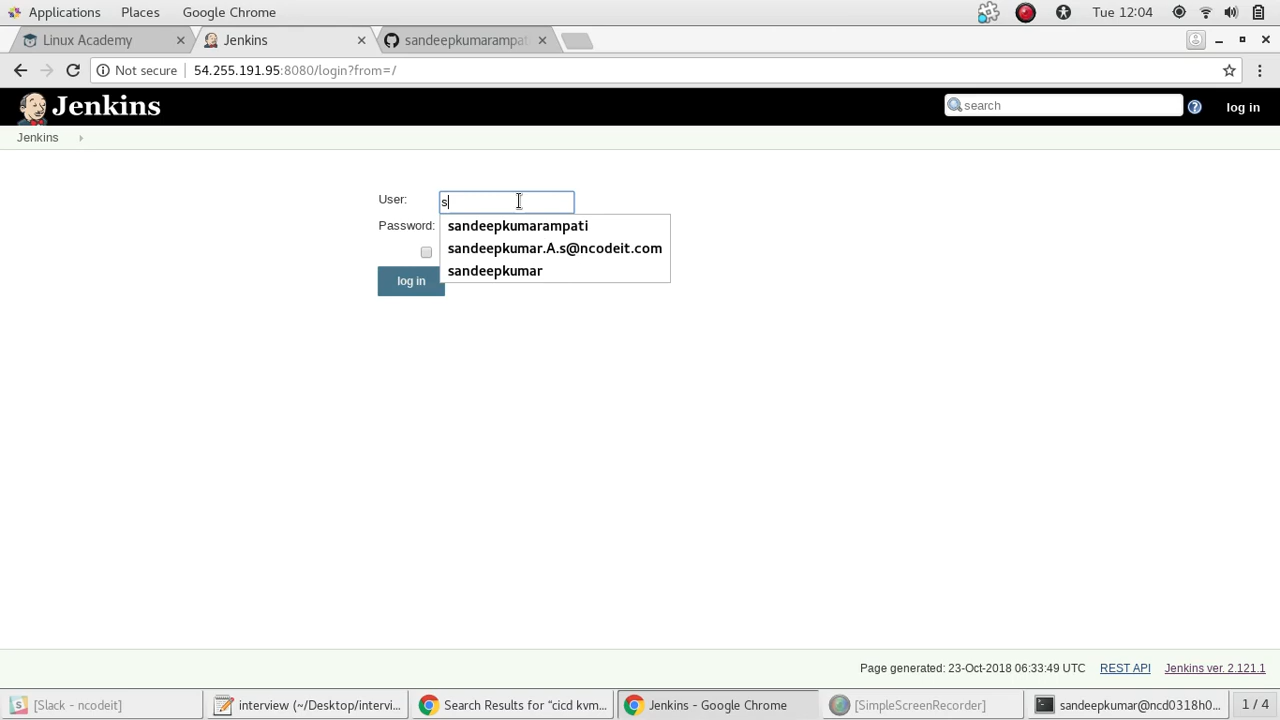 Applications Places Google Chrome Tue 12:04
Linux Academy Jenkins sandeepkumarampat
Not secure 54.255.191.95:8080/login?from=/
Jenkins search log in
Jenkins
User: s
Password: sandeepkumarampati
sandeepkumar.A.s@ncodeit.com
sandeepkumar
log in
Page generated: 23-Oct-2018 06:33:49 UTC REST API Jenkins ver. 2.121.1
[Slack - ncodeit] interview (~/Desktop/intervi... Search Results for "cicd kvm... Jenkins - Google Chrome [SimpleScreenRecorder] sandeepkumar@ncd0318h0... 1 / 4